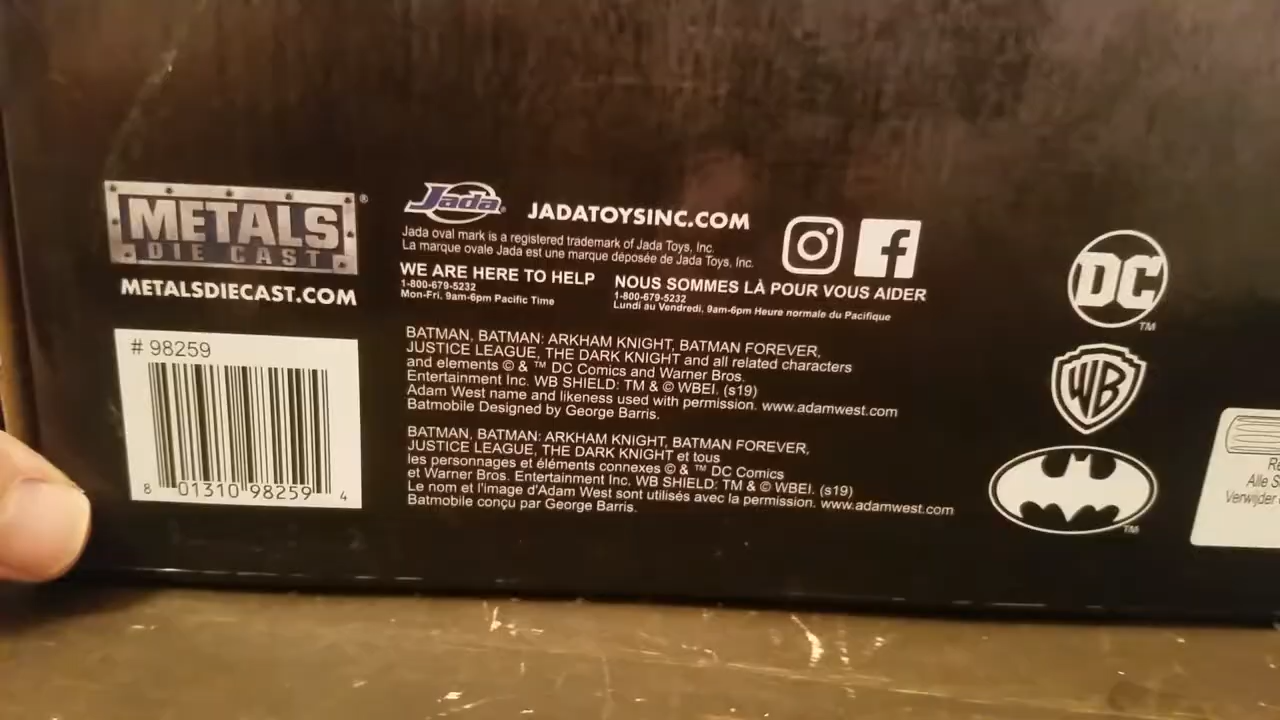 METALS
DIE CAST
®
METALSDIECAST.COM
# 98259
8 01310 98259 4
Jada®
JADATOYSINC.COM
Jada oval mark is a registered trademark of Jada Toys, Inc.
La marque ovale Jada est une marque déposée de Jada Toys, Inc.
WE ARE HERE TO HELP
1-800-679-5232
Mon-Fri. 9am-6pm Pacific Time
NOUS SOMMES LÀ POUR VOUS AIDER
1-800-679-5232
Lundi au Vendredi, 9am-6pm Heure normale du Pacifique
BATMAN, BATMAN: ARKHAM KNIGHT, BATMAN FOREVER,
JUSTICE LEAGUE, THE DARK KNIGHT and all related characters
and elements © & ™ DC Comics and Warner Bros.
Entertainment Inc. WB SHIELD: TM & © WBEI. (s19)
Adam West name and likeness used with permission. www.adamwest.com
Batmobile Designed by George Barris.
BATMAN, BATMAN: ARKHAM KNIGHT, BATMAN FOREVER,
JUSTICE LEAGUE, THE DARK KNIGHT et tous
les personnages et éléments connexes © & ™ DC Comics
et Warner Bros. Entertainment Inc. WB SHIELD: TM & © WBEI. (s19)
Le nom et l'image d'Adam West sont utilisés avec la permission. www.adamwest.com
Batmobile conçu par George Barris.
DC
TM
WB
TM
Alle
Verwijder